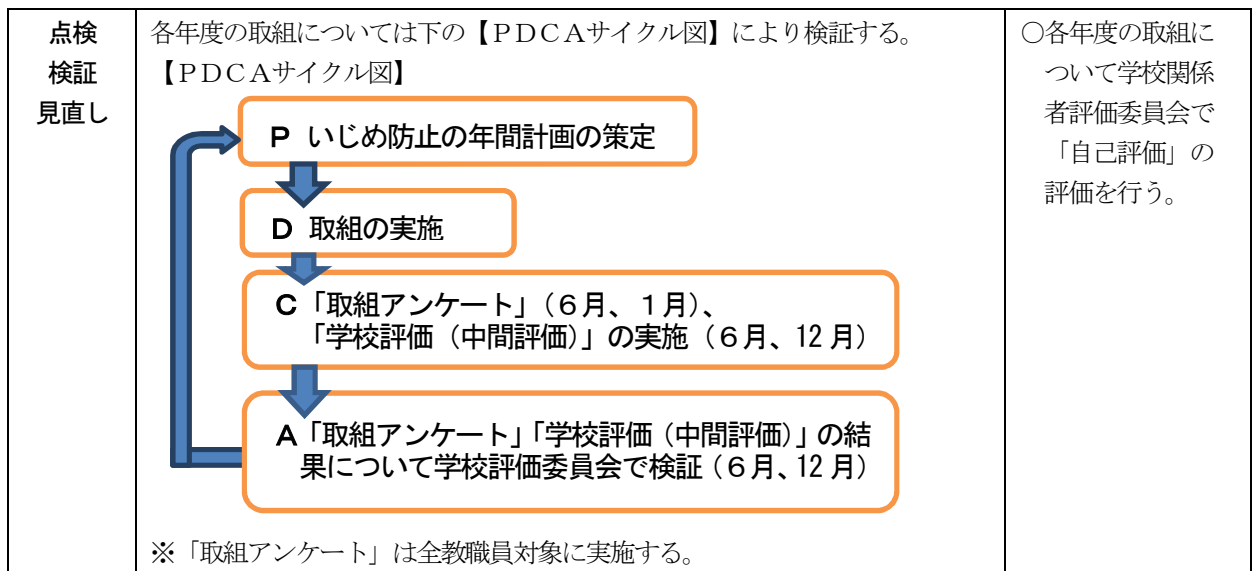 点検
検証
見直し
各年度の取組については下の【ＰＤＣＡサイクル図】により検証する。
【ＰＤＣＡサイクル図】
Ｐ いじめ防止の年間計画の策定
Ｄ 取組の実施
Ｃ「取組アンケート」（６月、１月）、
「学校評価（中間評価）」の実施（６月、12月）
Ａ「取組アンケート」「学校評価（中間評価）」の結
果について学校評価委員会で検証（６月、12月）
※「取組アンケート」は全教職員対象に実施する。
○各年度の取組に
ついて学校関係
者評価委員会で
「自己評価」の
評価を行う。